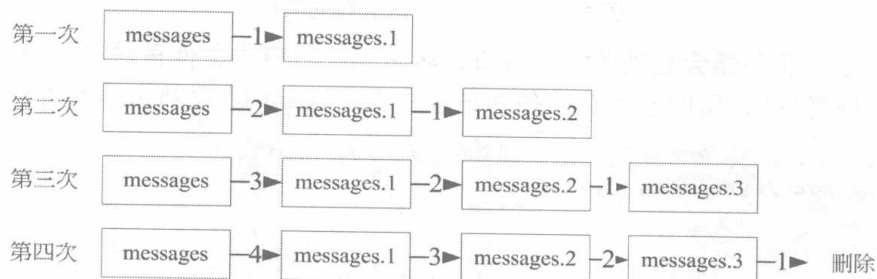 第一次 messages 1 messages.1
第二次 messages 2 messages.1 1 messages.2
第三次 messages 3 messages.1 2 messages.2 1 messages.3
第四次 messages 4 messages.1 3 messages.2 2 messages.3 1 刪除